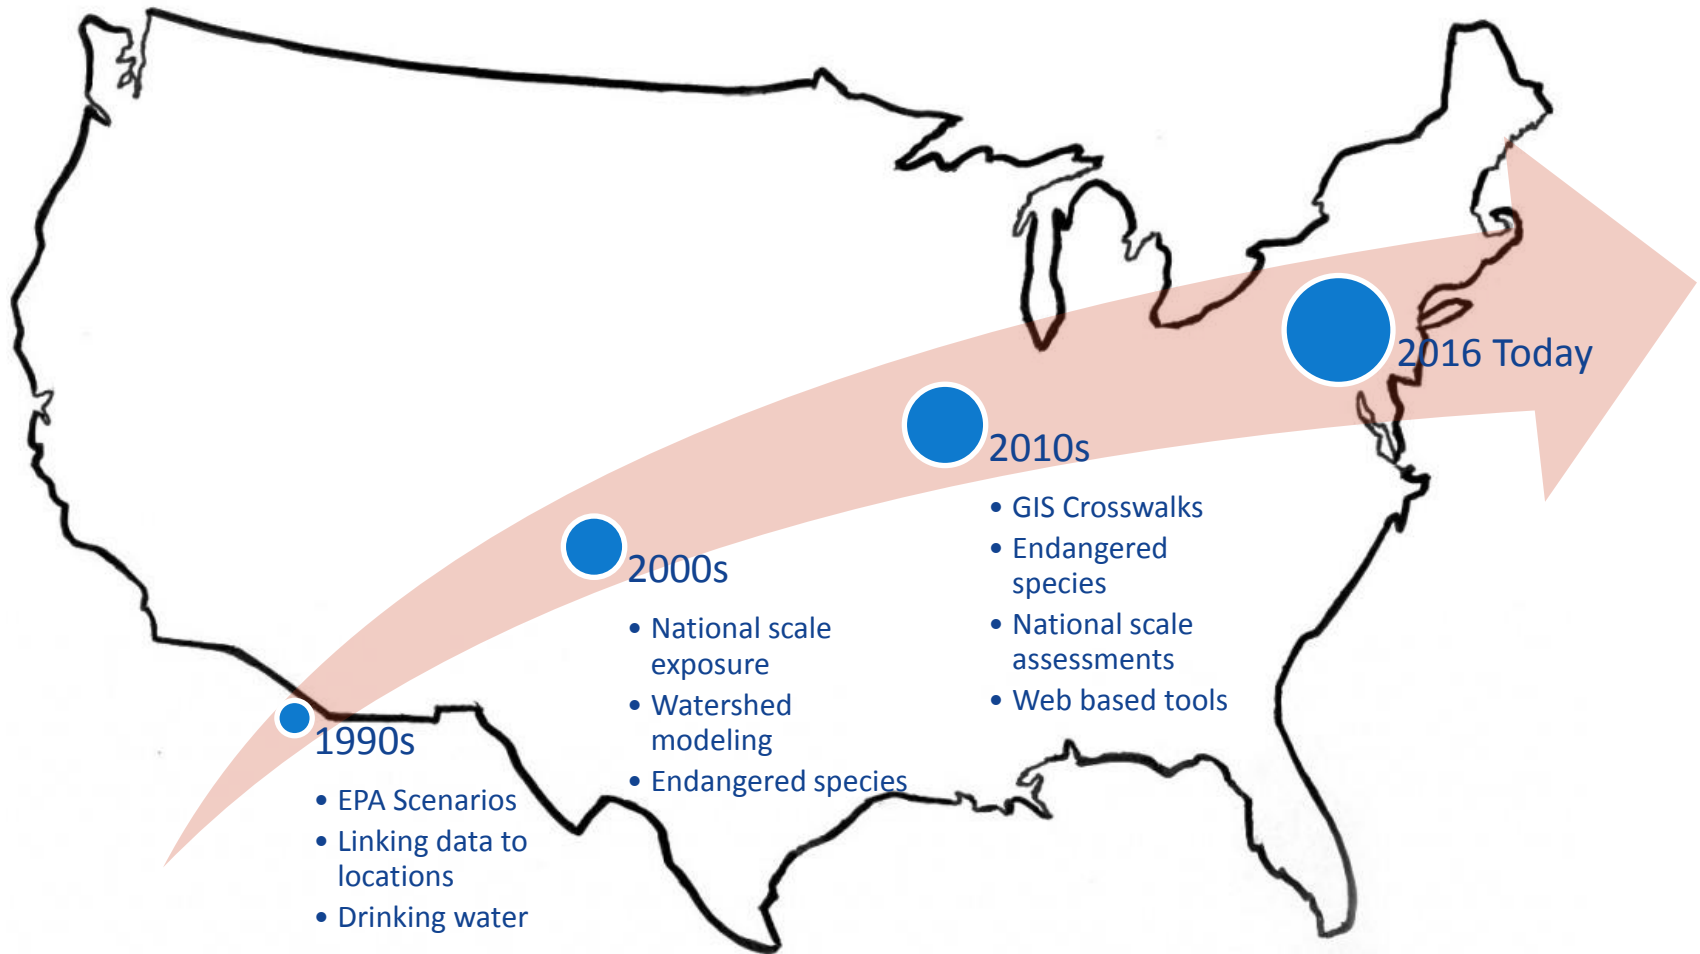 1990s
• EPA Scenarios
• Linking data to
locations
• Drinking water
2000s
• National scale
exposure
• Watershed
modeling
• Endangered species
2010s
• GIS Crosswalks
• Endangered
species
• National scale
assessments
• Web based tools
2016 Today